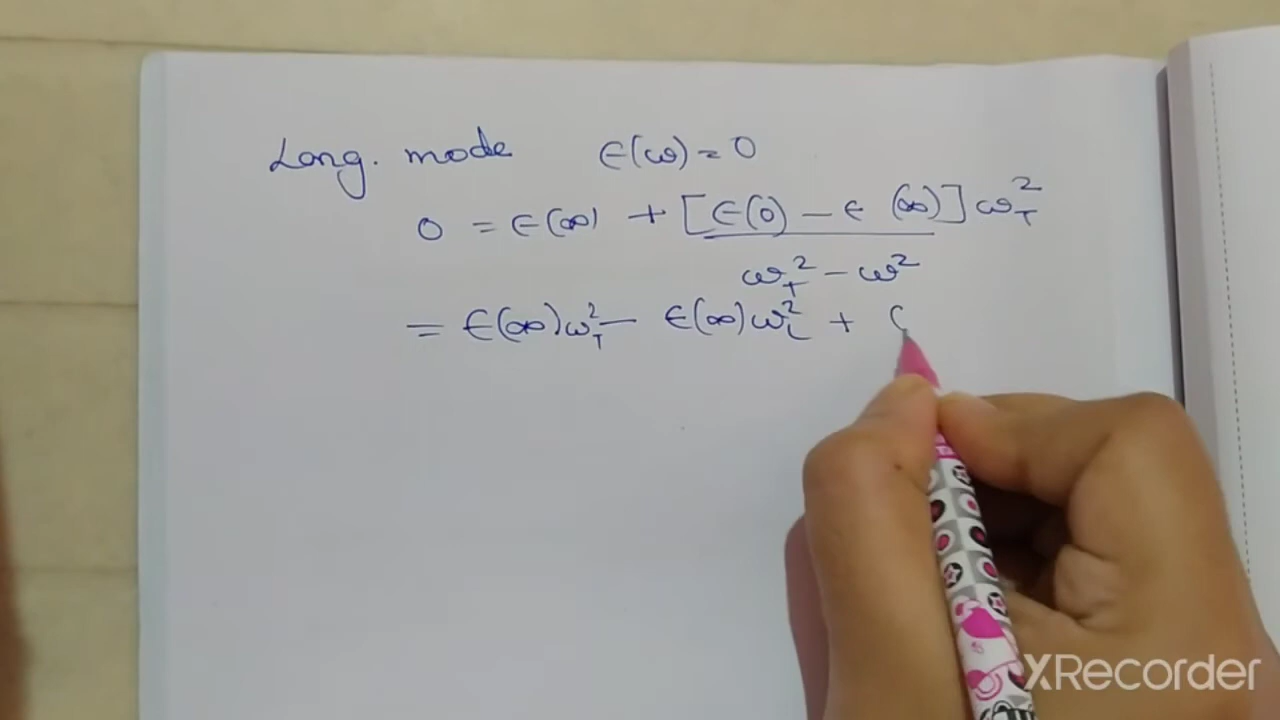 Long. mode ∈(ω) = 0
0 = ∈(∞) + [∈(0) − ∈ (∞)] ω_T^2
ω_T^2 − ω^2
= ∈(∞)ω_T^2 − ∈(∞)ω_L^2 +
XRecorder